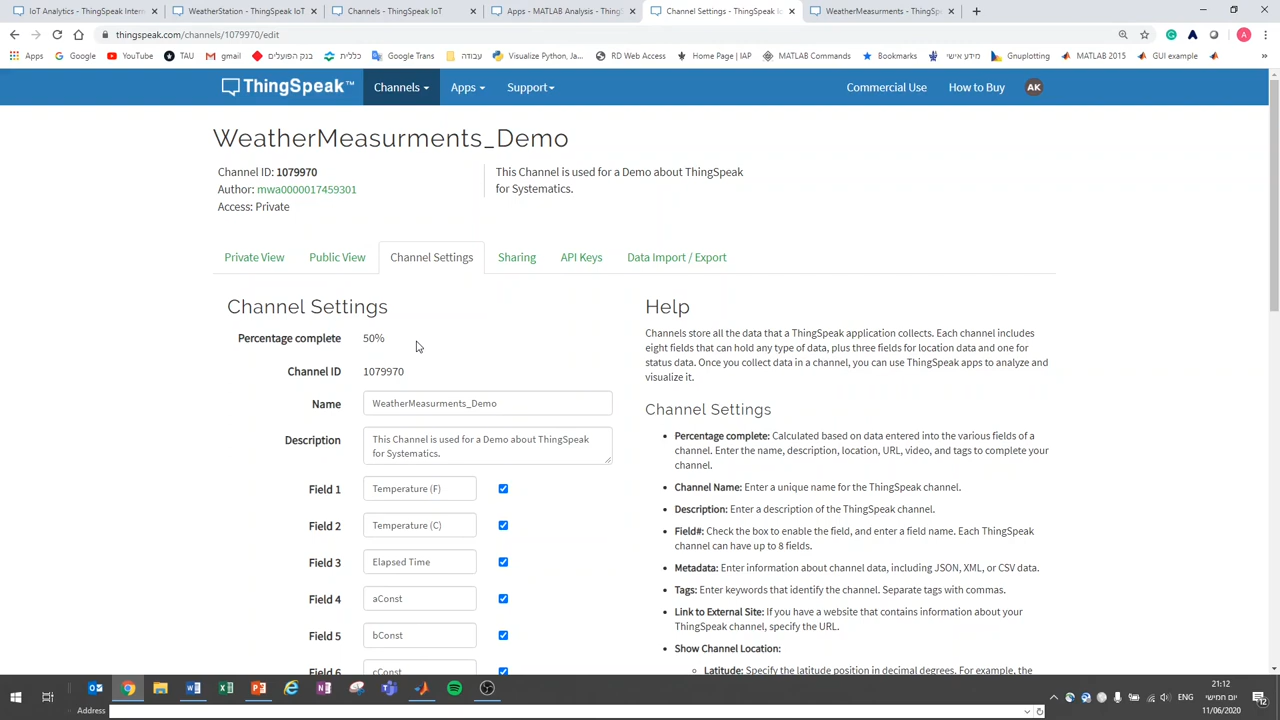 IoT Analytics - ThingSpeak Intern
WeatherStation - ThingSpeak IoT
Channels - ThingSpeak IoT
Apps - MATLAB Analysis - Thing
Channel Settings - ThingSpeak Io
WeatherMeasurments - ThingSpe
thingspeak.com/channels/1079970/edit
A
Apps
Google
YouTube
TAU
gmail
בנק הפועלים
כללית
Google Trans
עבודה
Visualize Python, Ja...
RD Web Access
Home Page | IAP
MATLAB Commands
Bookmarks
מידע אישי
Gnuplotting
MATLAB 2015
GUI example
ThingSpeak™
Channels
Apps
Support
Commercial Use
How to Buy
AK
WeatherMeasurments_Demo
Channel ID: 1079970
Author: mwa0000017459301
Access: Private
This Channel is used for a Demo about ThingSpeak
for Systematics.
Private View
Public View
Channel Settings
Sharing
API Keys
Data Import / Export
Channel Settings
Percentage complete 50%
Channel ID 1079970
Name WeatherMeasurments_Demo
Description This Channel is used for a Demo about ThingSpeak
for Systematics.
Field 1 Temperature (F)
Field 2 Temperature (C)
Field 3 Elapsed Time
Field 4 aConst
Field 5 bConst
Field 6 cConst
Help
Channels store all the data that a ThingSpeak application collects. Each channel includes
eight fields that can hold any type of data, plus three fields for location data and one for
status data. Once you collect data in a channel, you can use ThingSpeak apps to analyze and
visualize it.
Channel Settings
Percentage complete: Calculated based on data entered into the various fields of a
channel. Enter the name, description, location, URL, video, and tags to complete your
channel.
Channel Name: Enter a unique name for the ThingSpeak channel.
Description: Enter a description of the ThingSpeak channel.
Field#: Check the box to enable the field, and enter a field name. Each ThingSpeak
channel can have up to 8 fields.
Metadata: Enter information about channel data, including JSON, XML, or CSV data.
Tags: Enter keywords that identify the channel. Separate tags with commas.
Link to External Site: If you have a website that contains information about your
ThingSpeak channel, specify the URL.
Show Channel Location:
Latitude: Specify the latitude position in decimal degrees. For example, the
ENG
21:12
יום חמישי
11/06/2020
12
Address